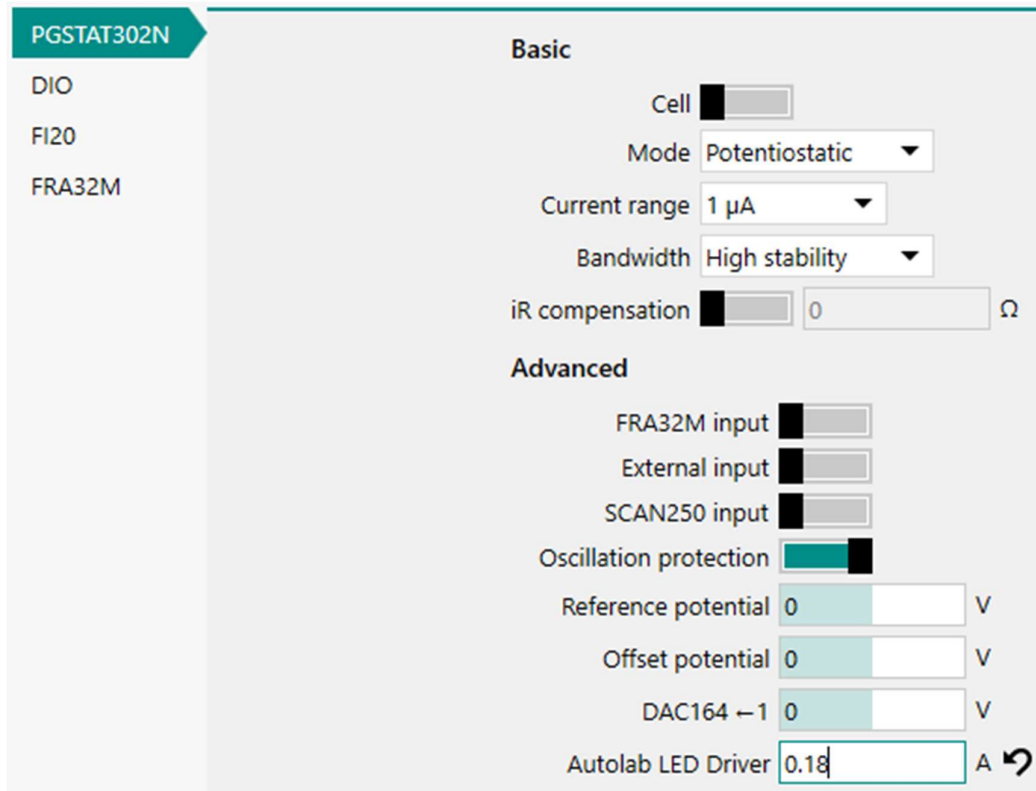 PGSTAT302N
DIO
FI20
FRA32M
Basic
Cell
Mode Potentiostatic
Current range 1 µA
Bandwidth High stability
iR compensation 0 Ω
Advanced
FRA32M input
External input
SCAN250 input
Oscillation protection
Reference potential 0 V
Offset potential 0 V
DAC164 ←1 0 V
Autolab LED Driver 0.18 A